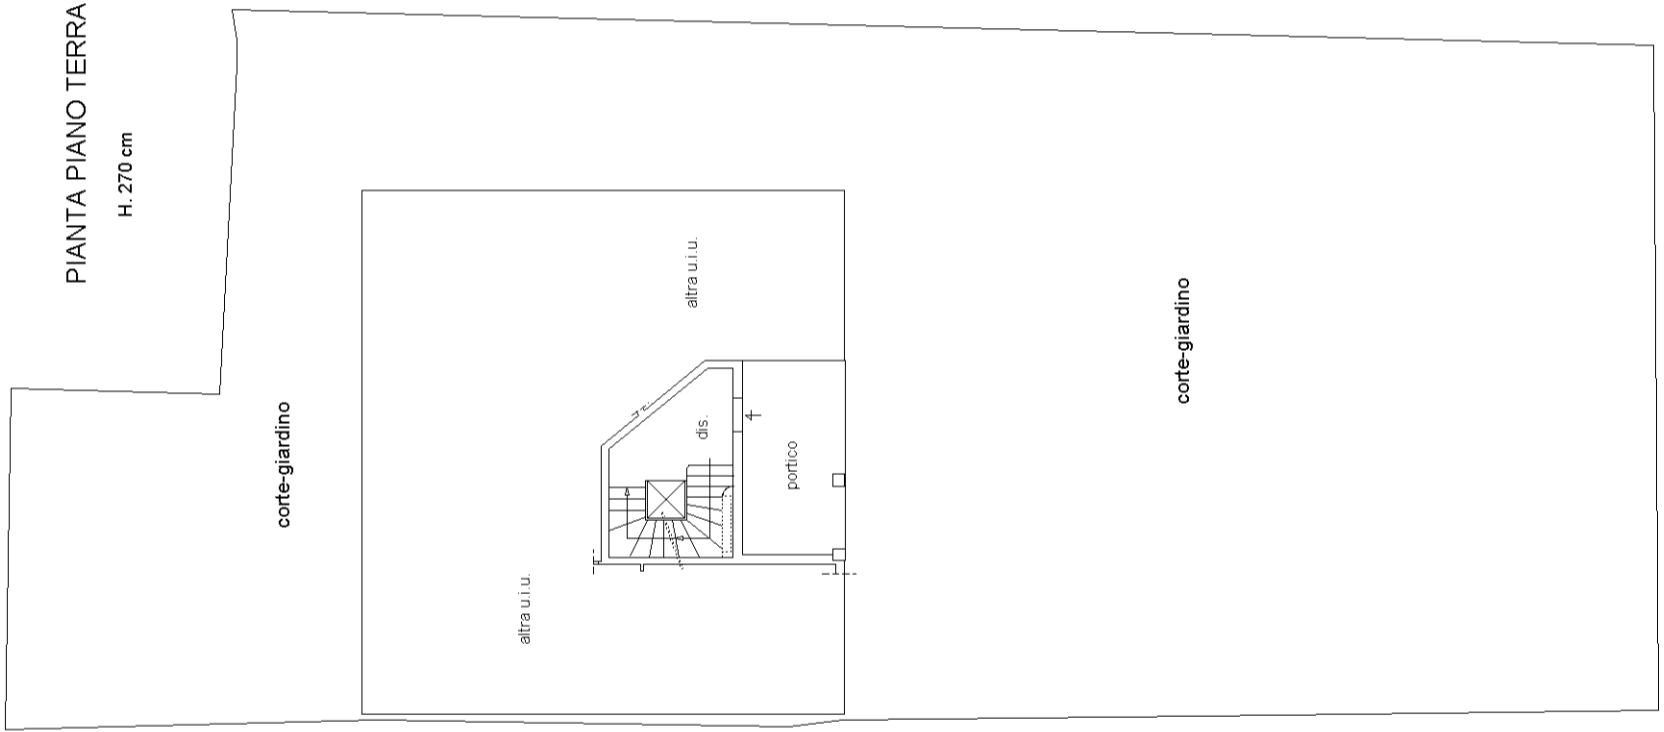 PIANTA PIANO TERRA
H. 270 cm
corte-giardino
altra u.i.u.
altra u.i.u.
dis.
portico
corte-giardino